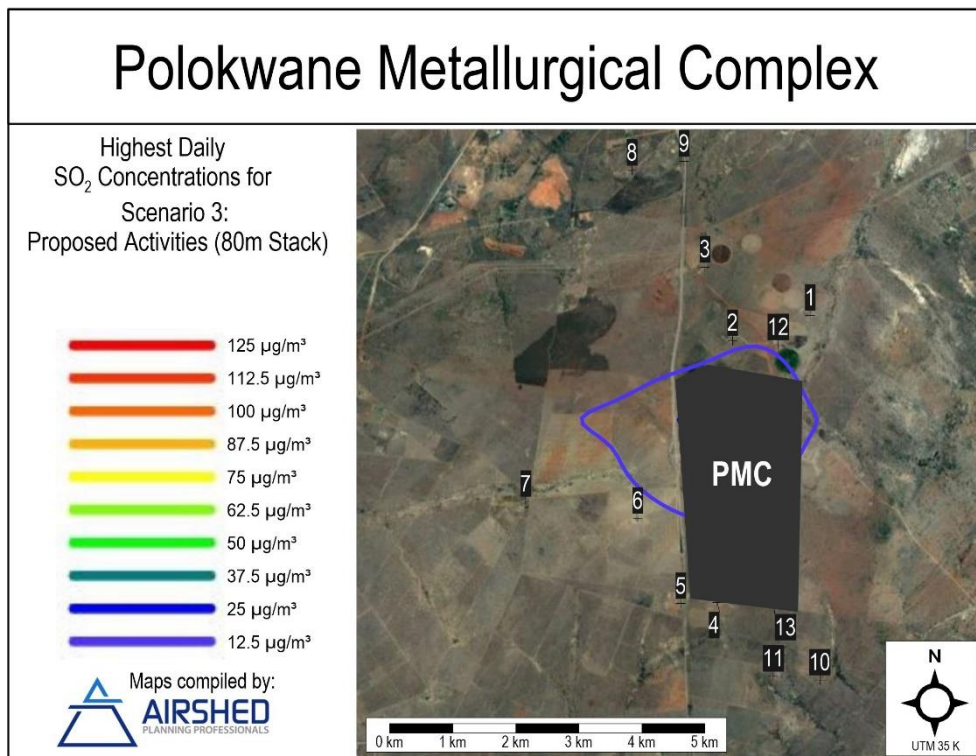 Polokwane Metallurgical Complex
Highest Daily
SO₂ Concentrations for
Scenario 3:
Proposed Activities (80m Stack)
125 µg/m³
112.5 µg/m³
100 µg/m³
87.5 µg/m³
75 µg/m³
62.5 µg/m³
50 µg/m³
37.5 µg/m³
25 µg/m³
12.5 µg/m³
Maps compiled by:
AIRSHED
PLANNING PROFESSIONALS
8
9
3
1
2
12
PMC
7
6
5
4
13
11
10
0 km 1 km 2 km 3 km 4 km 5 km
N
UTM 35 K